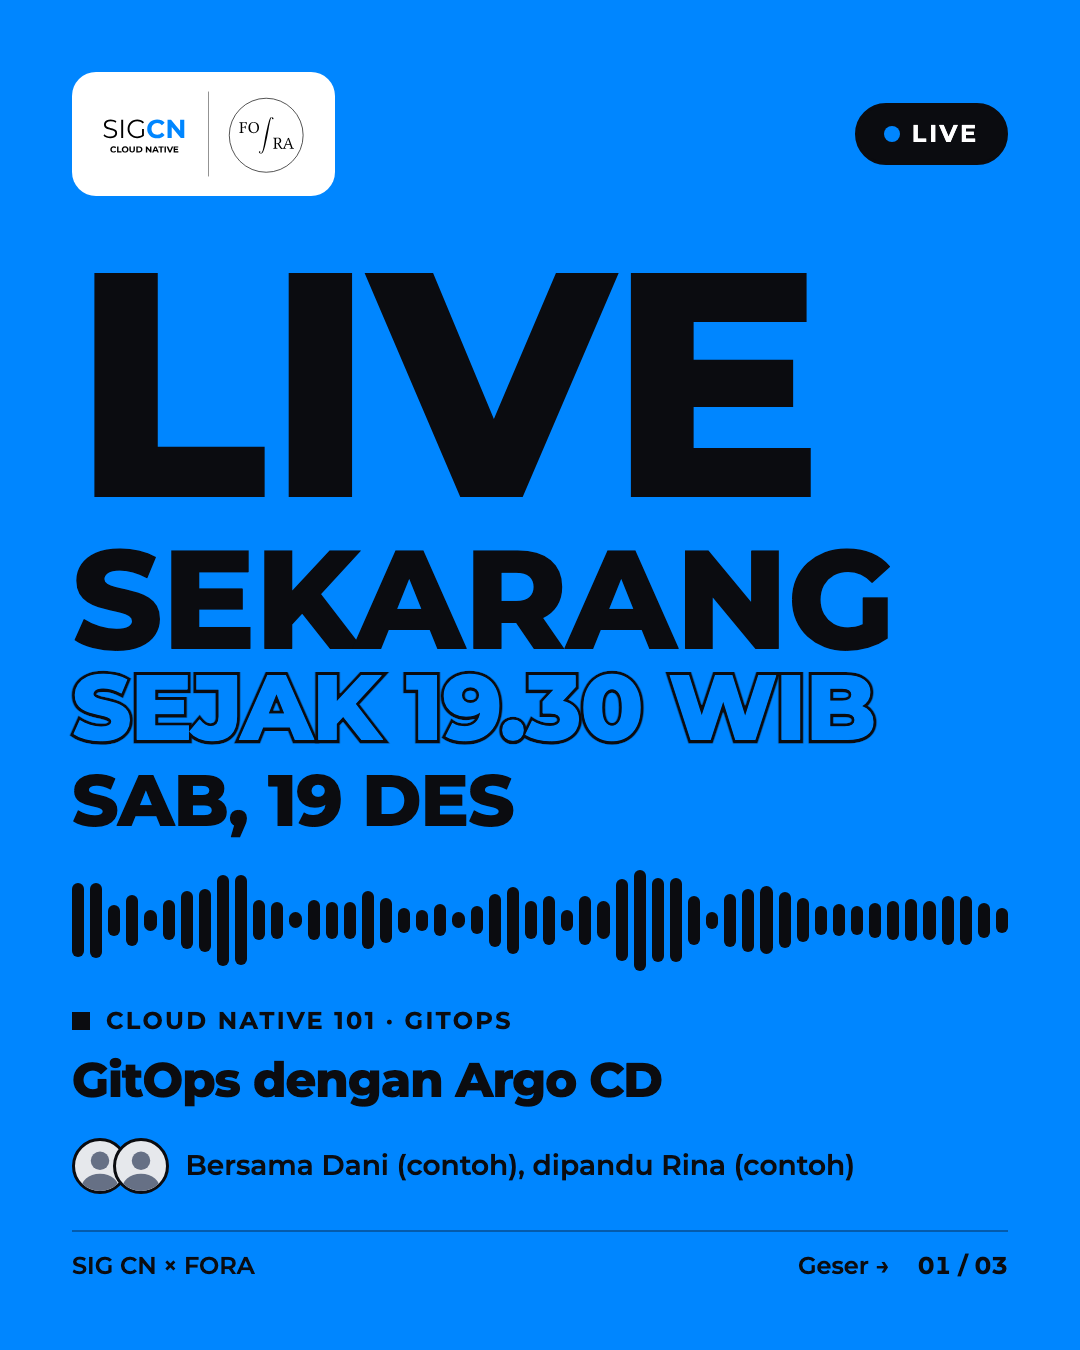 SIGCN
CLOUD NATIVE
FO
RA
LIVE
LIVE
SEKARANG
SEJAK 19.30 WIB
SAB, 19 DES
CLOUD NATIVE 101 · GITOPS
GitOps dengan Argo CD
Bersama Dani (contoh), dipandu Rina (contoh)
SIG CN × FORA
Geser → 01 / 03